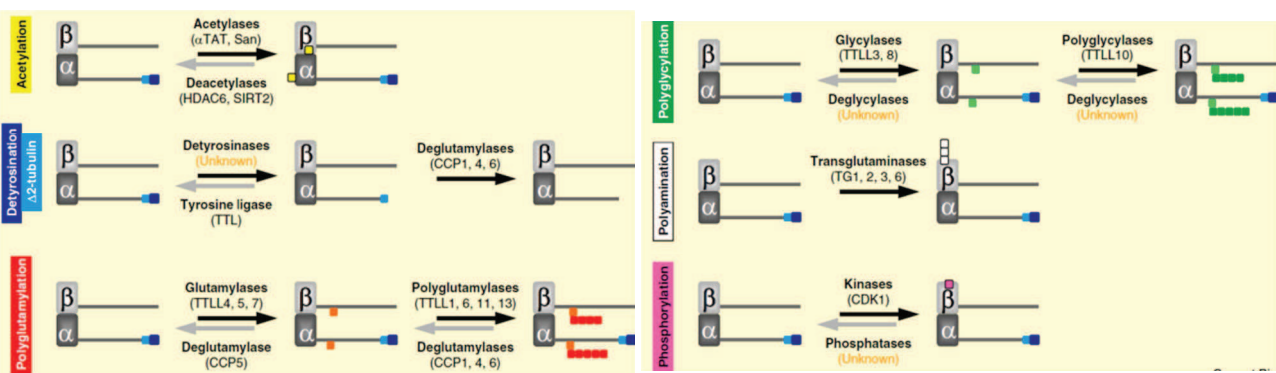 Acetylation
β
α
Acetylases
(αTAT, San)
Deacetylases
(HDAC6, SIRT2)
β
α
Detyrosination
Δ2-tubulin
β
α
Detyrosinases
(Unknown)
Tyrosine ligase
(TTL)
β
α
Deglutamylases
(CCP1, 4, 6)
β
α
Polyglutamylation
β
α
Glutamylases
(TTLL4, 5, 7)
Deglutamylase
(CCP5)
β
α
Polyglutamylases
(TTLL1, 6, 11, 13)
Deglutamylases
(CCP1, 4, 6)
β
α
Polyglycylation
β
α
Glycylases
(TTLL3, 8)
Deglycylases
(Unknown)
β
α
Polyglycylases
(TTLL10)
Deglycylases
(Unknown)
β
α
Polyamination
β
α
Transglutaminases
(TG1, 2, 3, 6)
β
α
Phosphorylation
β
α
Kinases
(CDK1)
Phosphatases
(Unknown)
β
α